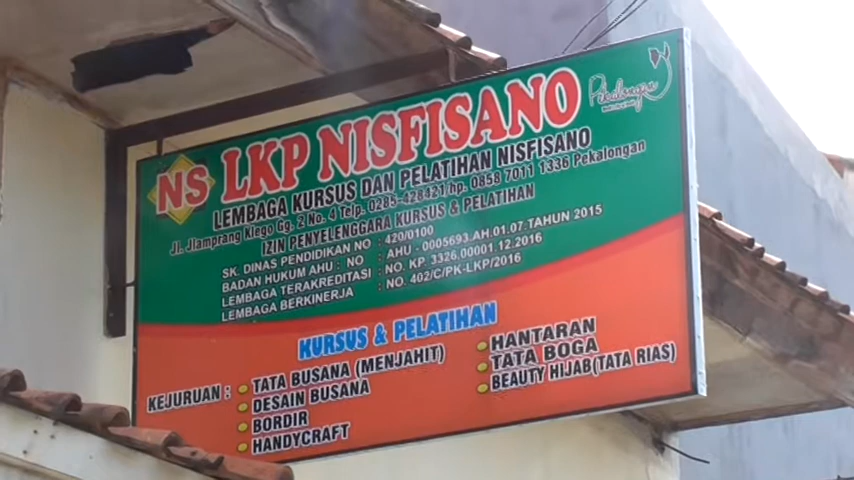 NS
LKP NISFISANO
Pekalongan
LEMBAGA KURSUS DAN PELATIHAN NISFISANO
JL. Jlamprang Klego Gg. 2 No. 4 Telp. 0285-428421 hp. 0858 7011 1336 Pekalongan
IZIN PENYELENGGARA KURSUS & PELATIHAN
SK. DINAS PENDIDIKAN NO : 420/0100
BADAN HUKUM AHU : NO : AHU -0005693.AH.01.07.TAHUN 2015
LEMBAGA TERAKREDITASI : NO. KP. 3326.00001.12.2016
LEMBAGA BERKINERJA : NO. 402/C/PK-LKP/2016
KURSUS & PELATIHAN
KEJURUAN :
TATA BUSANA (MENJAHIT)
DESAIN BUSANA
BORDIR
HANDYCRAFT
HANTARAN
TATA BOGA
BEAUTY HIJAB (TATA RIAS)